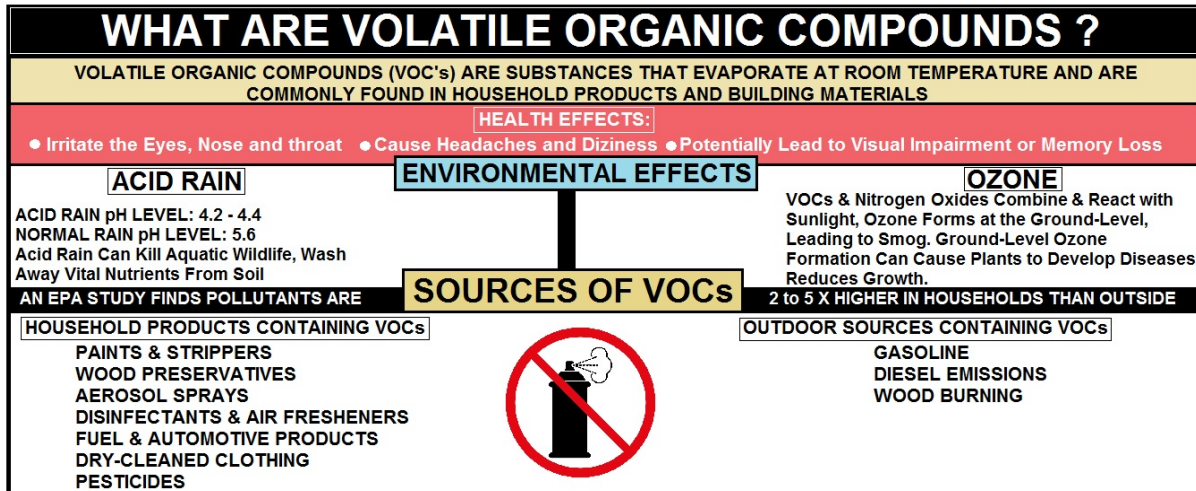 WHAT ARE VOLATILE ORGANIC COMPOUNDS ?
VOLATILE ORGANIC COMPOUNDS (VOC's) ARE SUBSTANCES THAT EVAPORATE AT ROOM TEMPERATURE AND ARE
COMMONLY FOUND IN HOUSEHOLD PRODUCTS AND BUILDING MATERIALS
HEALTH EFFECTS:
● Irritate the Eyes, Nose and throat ● Cause Headaches and Diziness ● Potentially Lead to Visual Impairment or Memory Loss
ENVIRONMENTAL EFFECTS
ACID RAIN
ACID RAIN pH LEVEL: 4.2 - 4.4
NORMAL RAIN pH LEVEL: 5.6
Acid Rain Can Kill Aquatic Wildlife, Wash
Away Vital Nutrients From Soil
OZONE
VOCs & Nitrogen Oxides Combine & React with
Sunlight, Ozone Forms at the Ground-Level,
Leading to Smog. Ground-Level Ozone
Formation Can Cause Plants to Develop Diseases
Reduces Growth.
SOURCES OF VOCs
AN EPA STUDY FINDS POLLUTANTS ARE
2 to 5 X HIGHER IN HOUSEHOLDS THAN OUTSIDE
HOUSEHOLD PRODUCTS CONTAINING VOCs
PAINTS & STRIPPERS
WOOD PRESERVATIVES
AEROSOL SPRAYS
DISINFECTANTS & AIR FRESHENERS
FUEL & AUTOMOTIVE PRODUCTS
DRY-CLEANED CLOTHING
PESTICIDES
OUTDOOR SOURCES CONTAINING VOCs
GASOLINE
DIESEL EMISSIONS
WOOD BURNING